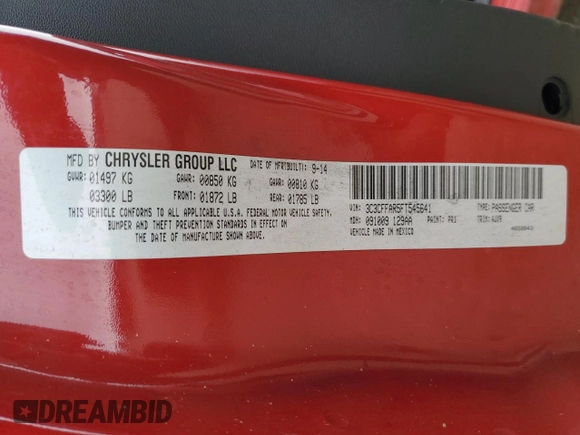 MFD BY CHRYSLER GROUP LLC DATE OF MFR(BUILT): 9-14
GVWR: 01497 KG GAWR: 00850 KG GAWR: 00810 KG
03300 LB FRONT: 01872 LB REAR: 01785 LB
THIS VEHICLE CONFORMS TO ALL APPLICABLE U.S.A. FEDERAL MOTOR VEHICLE SAFETY,
BUMPER AND THEFT PREVENTION STANDARDS IN EFFECT ON
THE DATE OF MANUFACTURE SHOWN ABOVE.
VIN: 3C3CFFAR5FT545641 TYPE: PASSENGER CAR
MDH: 091009 129AA PAINT: PR1 TRIM:
VEHICLE MADE IN MEXICO
DREAMBID